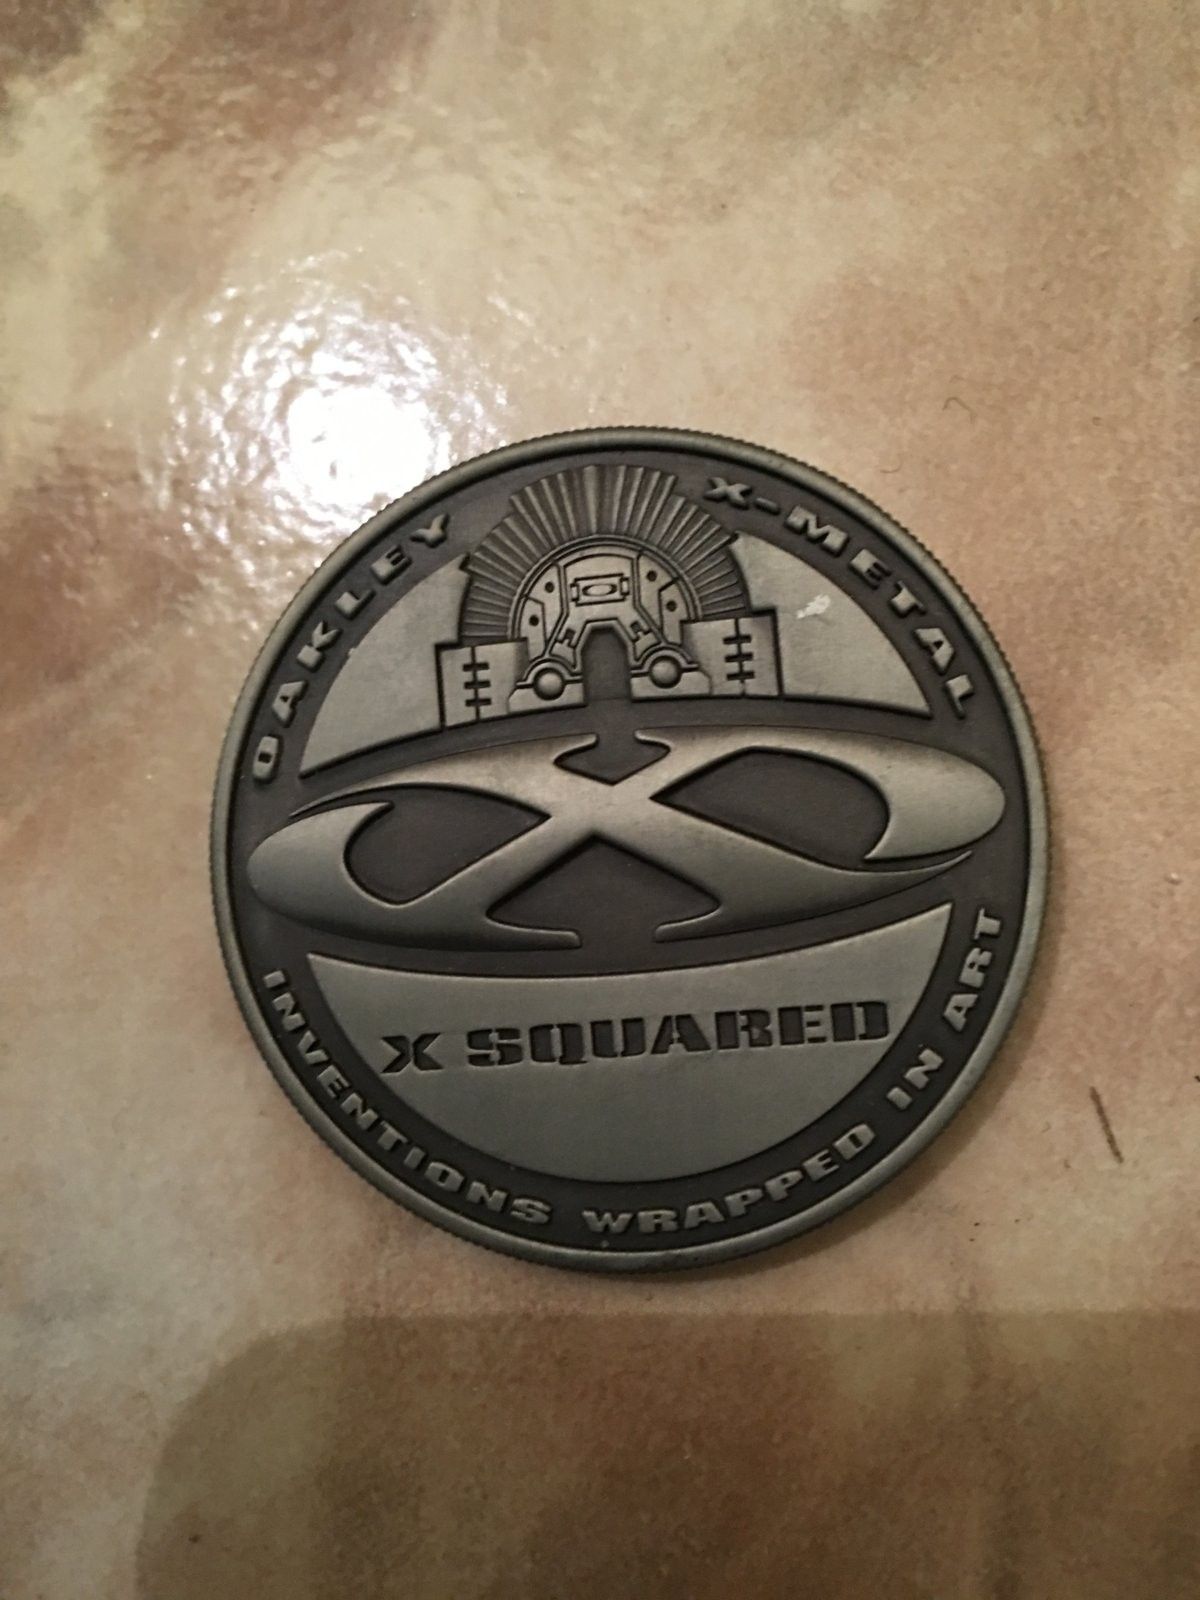 OAKLEY X-METAL
X SQUARED
INVENTIONS WRAPPED IN ART